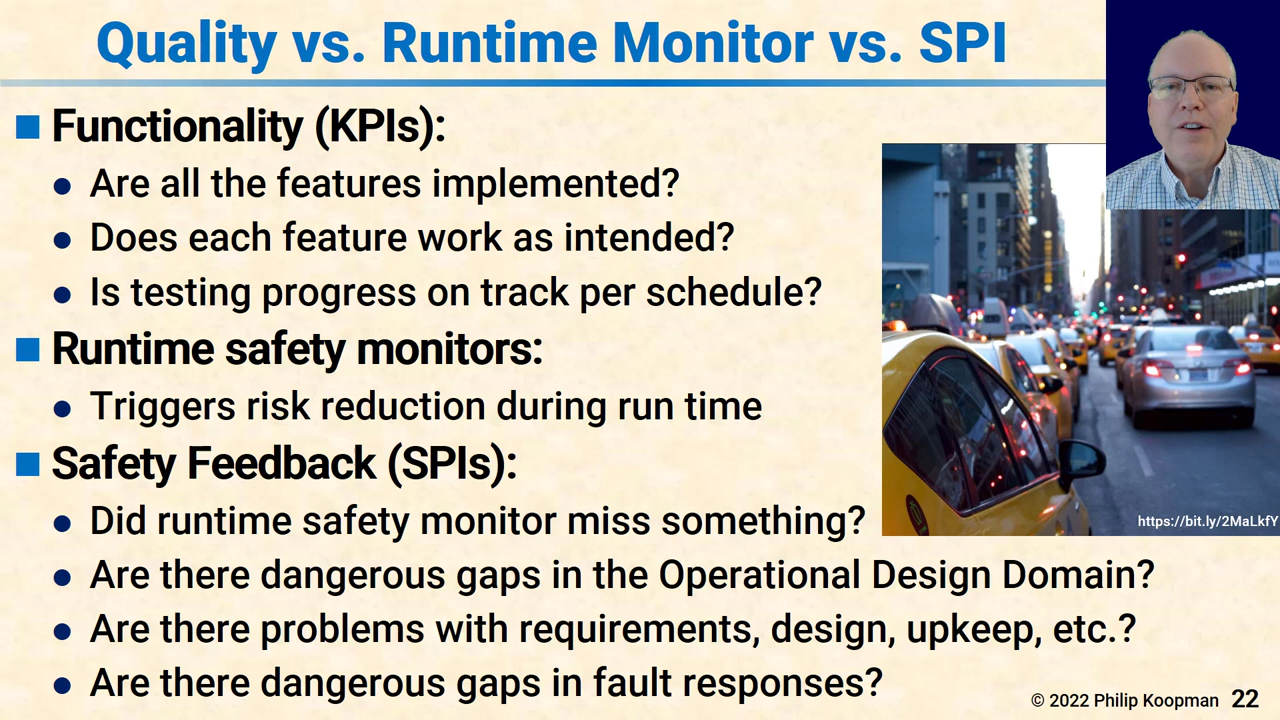 Quality vs. Runtime Monitor vs. SPI
Functionality (KPIs):
Are all the features implemented?
Does each feature work as intended?
Is testing progress on track per schedule?
Runtime safety monitors:
Triggers risk reduction during run time
Safety Feedback (SPIs):
Did runtime safety monitor miss something?
Are there dangerous gaps in the Operational Design Domain?
Are there problems with requirements, design, upkeep, etc.?
Are there dangerous gaps in fault responses?
https://bit.ly/2MaLkfY
© 2022 Philip Koopman 22